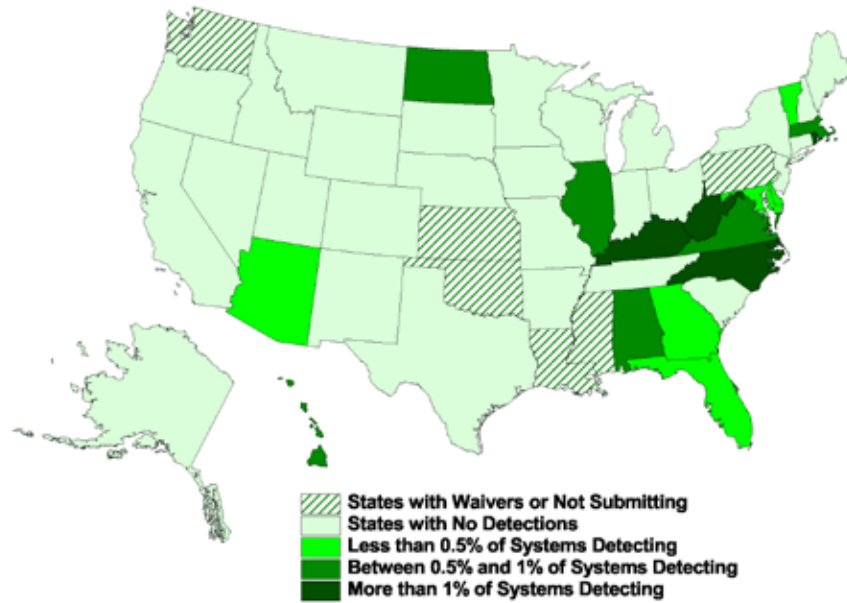 States with Waivers or Not Submitting
States with No Detections
Less than 0.5% of Systems Detecting
Between 0.5% and 1% of Systems Detecting
More than 1% of Systems Detecting